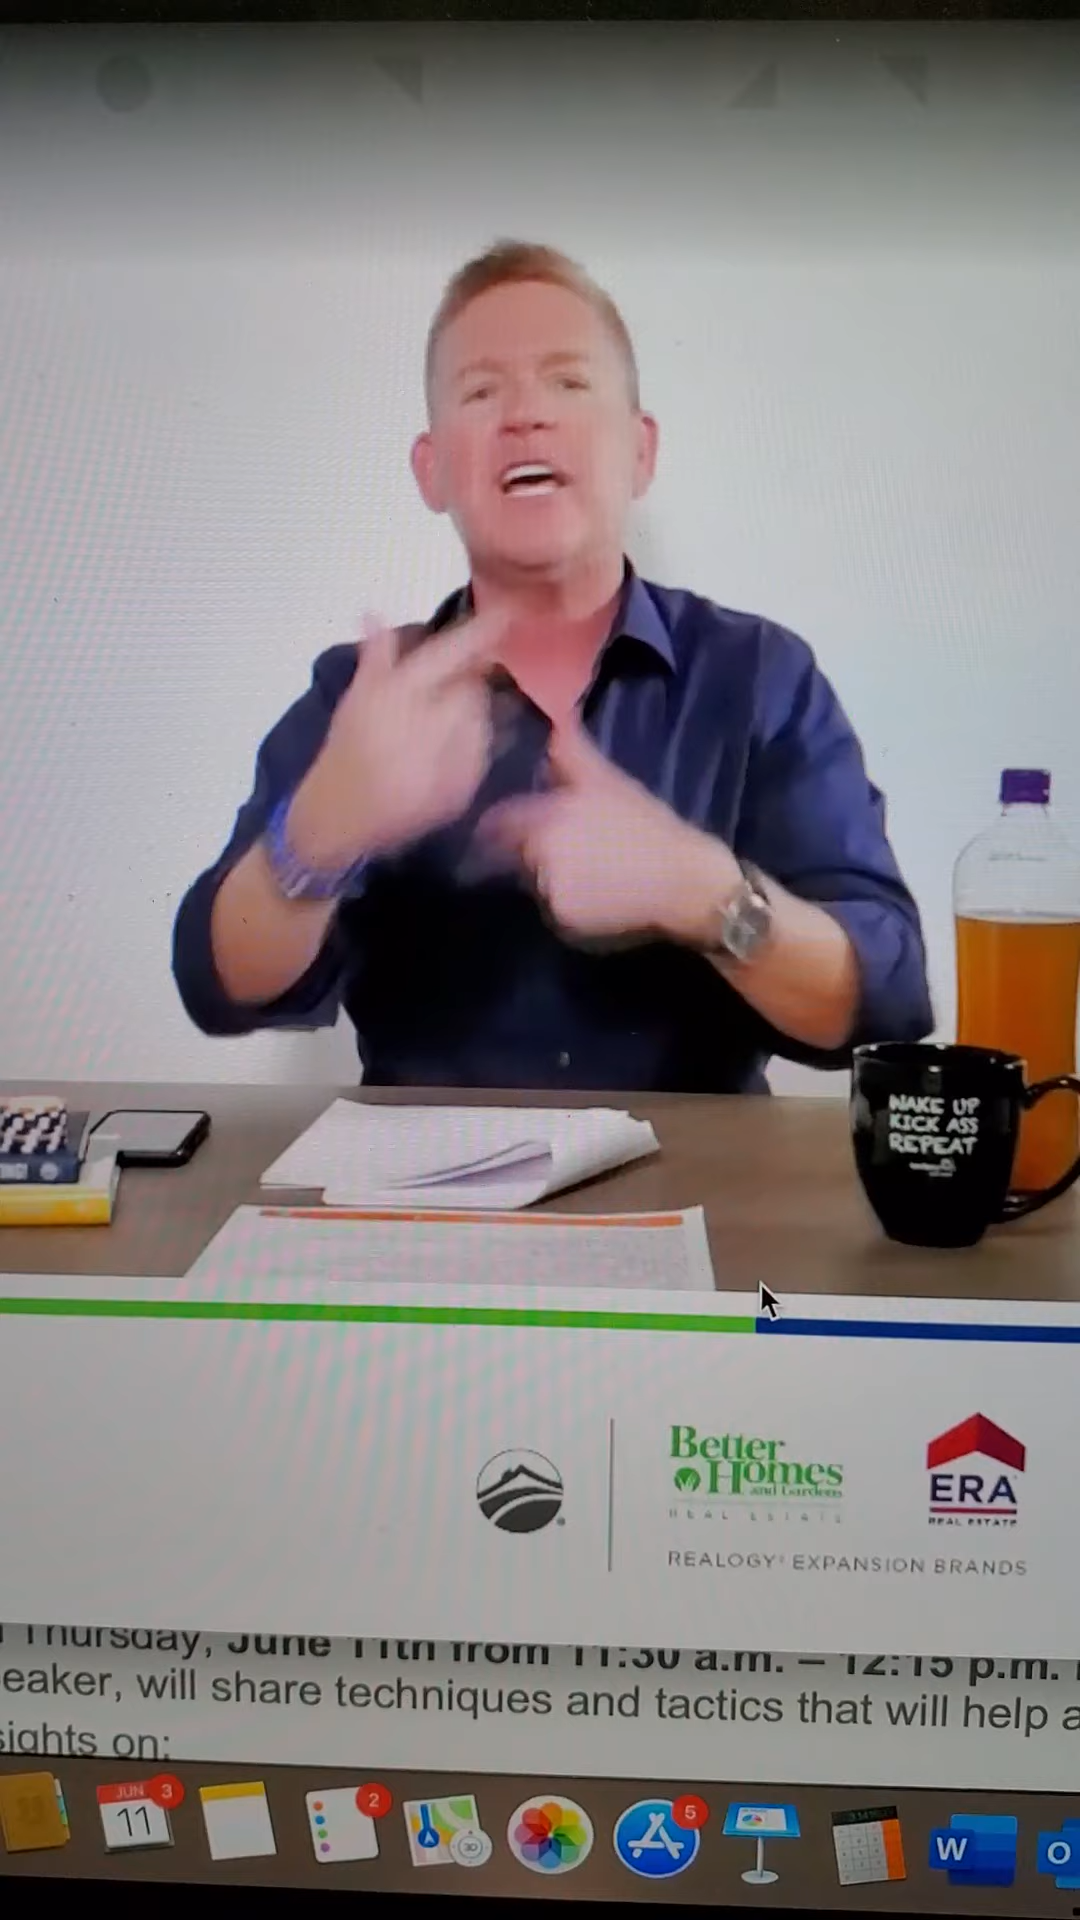 WAKE UP
KICK ASS
REPEAT
Better
Homes
and Gardens
REAL ESTATE
ERA
REAL ESTATE
REALOGY® EXPANSION BRANDS
Thursday, June 11th from 11:30 a.m. – 12:15 p.m.
eaker, will share techniques and tactics that will help a
sights on:
JUN 3
11
2
3D
5
W
O